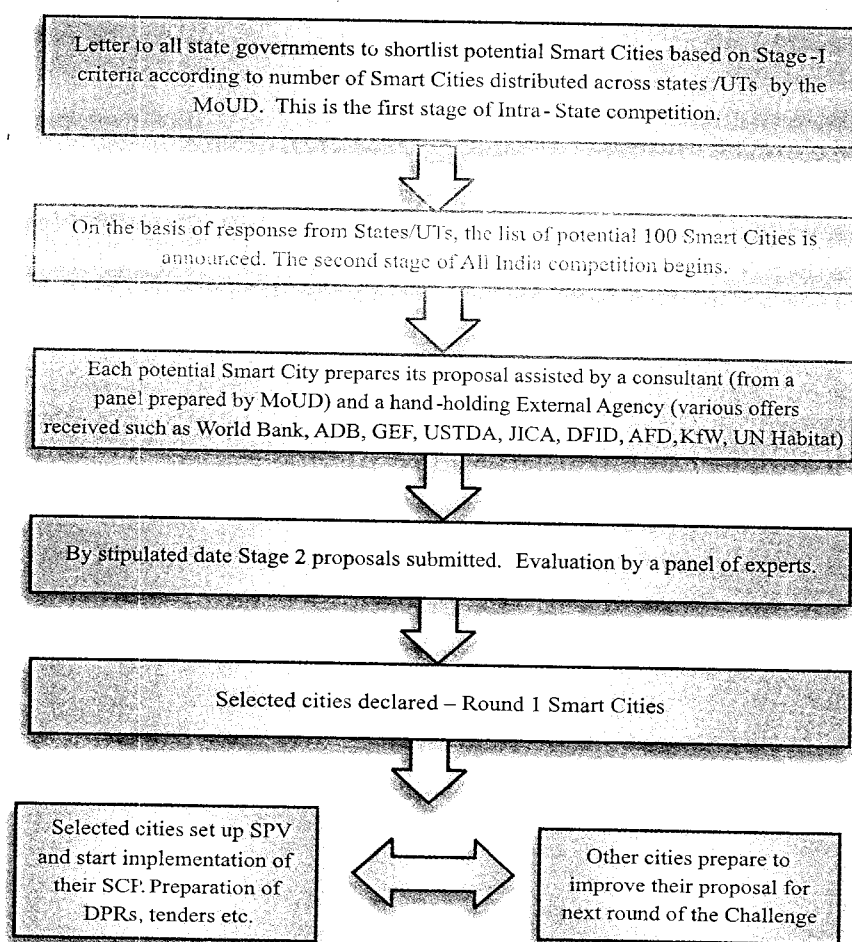 Letter to all state governments to shortlist potential Smart Cities based on Stage-I
criteria according to number of Smart Cities distributed across states /UTs by the
MoUD. This is the first stage of Intra- State competition.
On the basis of response from States/UTs, the list of potential 100 Smart Cities is
announced. The second stage of All India competition begins.
Each potential Smart City prepares its proposal assisted by a consultant (from a
panel prepared by MoUD) and a hand-holding External Agency (various offers
received such as World Bank, ADB, GEF, USTDA, JICA, DFID, AFD,KfW, UN Habitat)
By stipulated date Stage 2 proposals submitted. Evaluation by a panel of experts.
Selected cities declared – Round 1 Smart Cities
Selected cities set up SPV
and start implementation of
their SCP. Preparation of
DPRs, tenders etc.
Other cities prepare to
improve their proposal for
next round of the Challenge